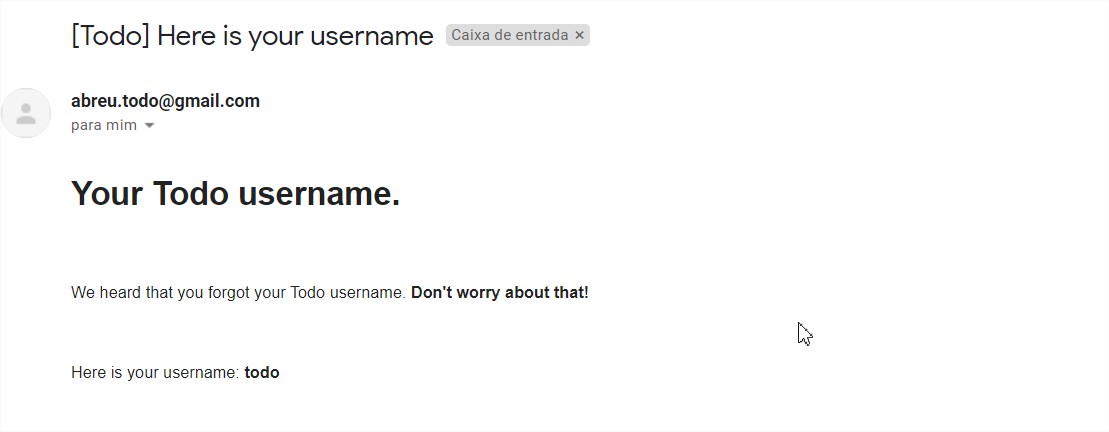 [Todo] Here is your username Caixa de entrada ×
abreu.todo@gmail.com
para mim
Your Todo username.
We heard that you forgot your Todo username. Don't worry about that!
Here is your username: todo